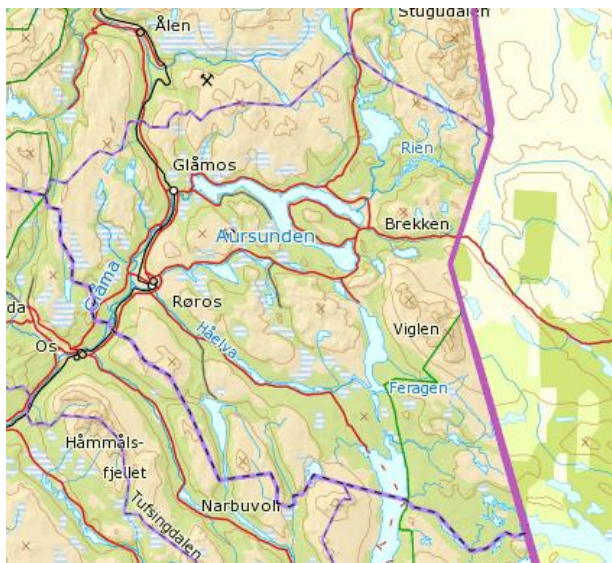 Stugudalen
Ålen
Rien
Glåmos
Brekken
Aursunden
Glåma
Røros
da
Håelva
Viglen
Os
Feragen
Håmmåls-
fjellet
Narbuvoll
Tufsingdalen